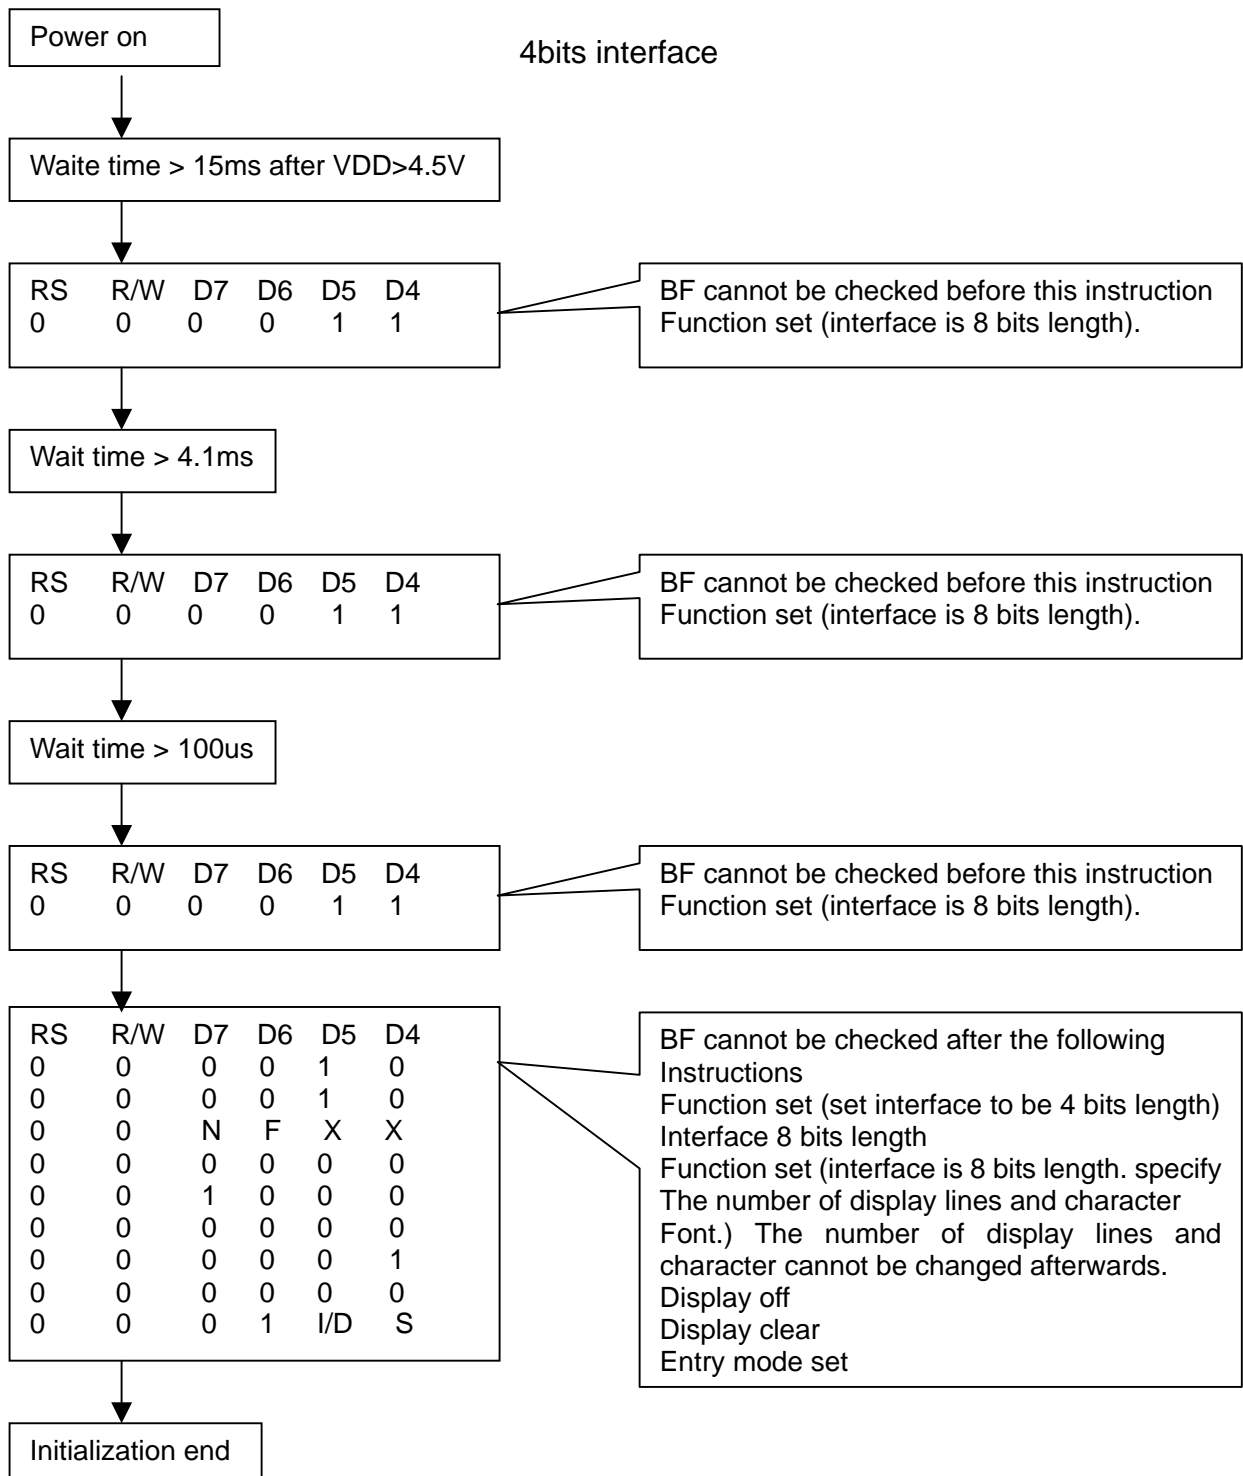 Power on
4bits interface
Waite time > 15ms after VDD>4.5V
RS R/W D7 D6 D5 D4
0 0 0 0 1 1
BF cannot be checked before this instruction
Function set (interface is 8 bits length).
Wait time > 4.1ms
RS R/W D7 D6 D5 D4
0 0 0 0 1 1
BF cannot be checked before this instruction
Function set (interface is 8 bits length).
Wait time > 100us
RS R/W D7 D6 D5 D4
0 0 0 0 1 1
BF cannot be checked before this instruction
Function set (interface is 8 bits length).
RS R/W D7 D6 D5 D4
0 0 0 0 1 0
0 0 0 0 1 0
0 0 N F X X
0 0 0 0 0 0
0 0 1 0 0 0
0 0 0 0 0 0
0 0 0 0 0 1
0 0 0 0 0 0
0 0 0 1 I/D S
BF cannot be checked after the following
Instructions
Function set (set interface to be 4 bits length)
Interface 8 bits length
Function set (interface is 8 bits length. specify
The number of display lines and character
Font.) The number of display lines and
character cannot be changed afterwards.
Display off
Display clear
Entry mode set
Initialization end